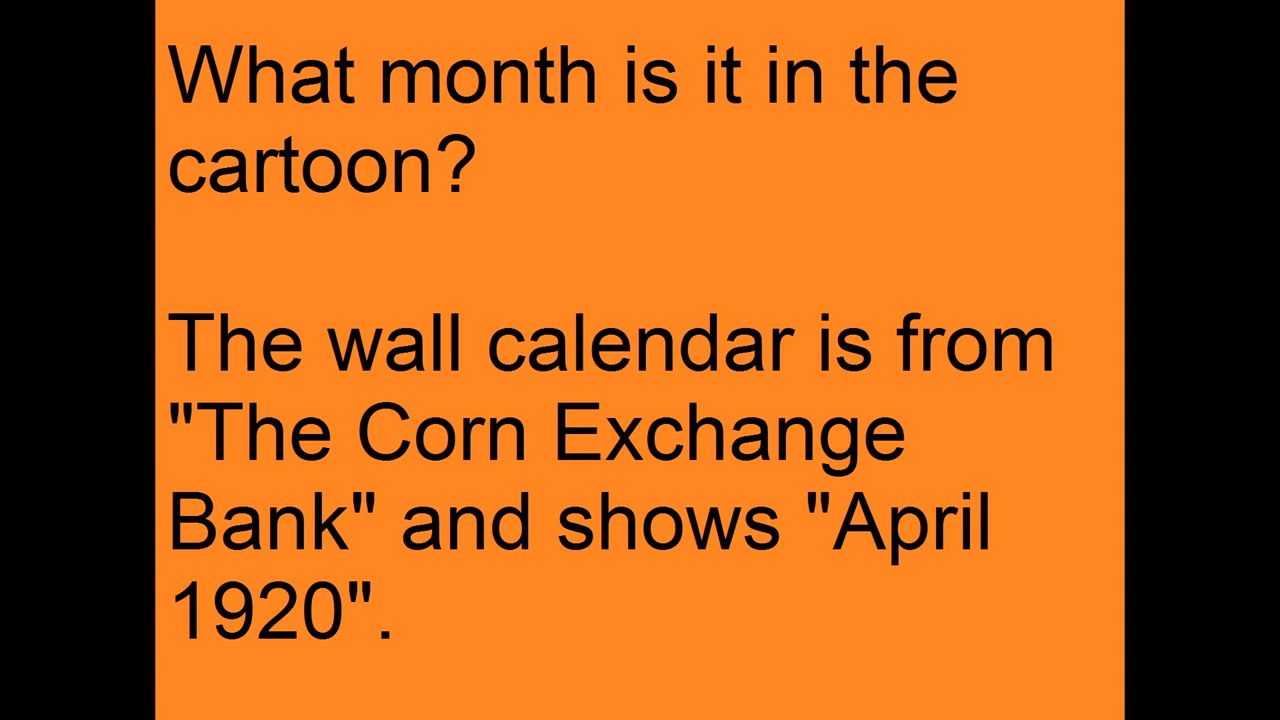 What month is it in the
cartoon?
The wall calendar is from
"The Corn Exchange
Bank" and shows "April
1920".